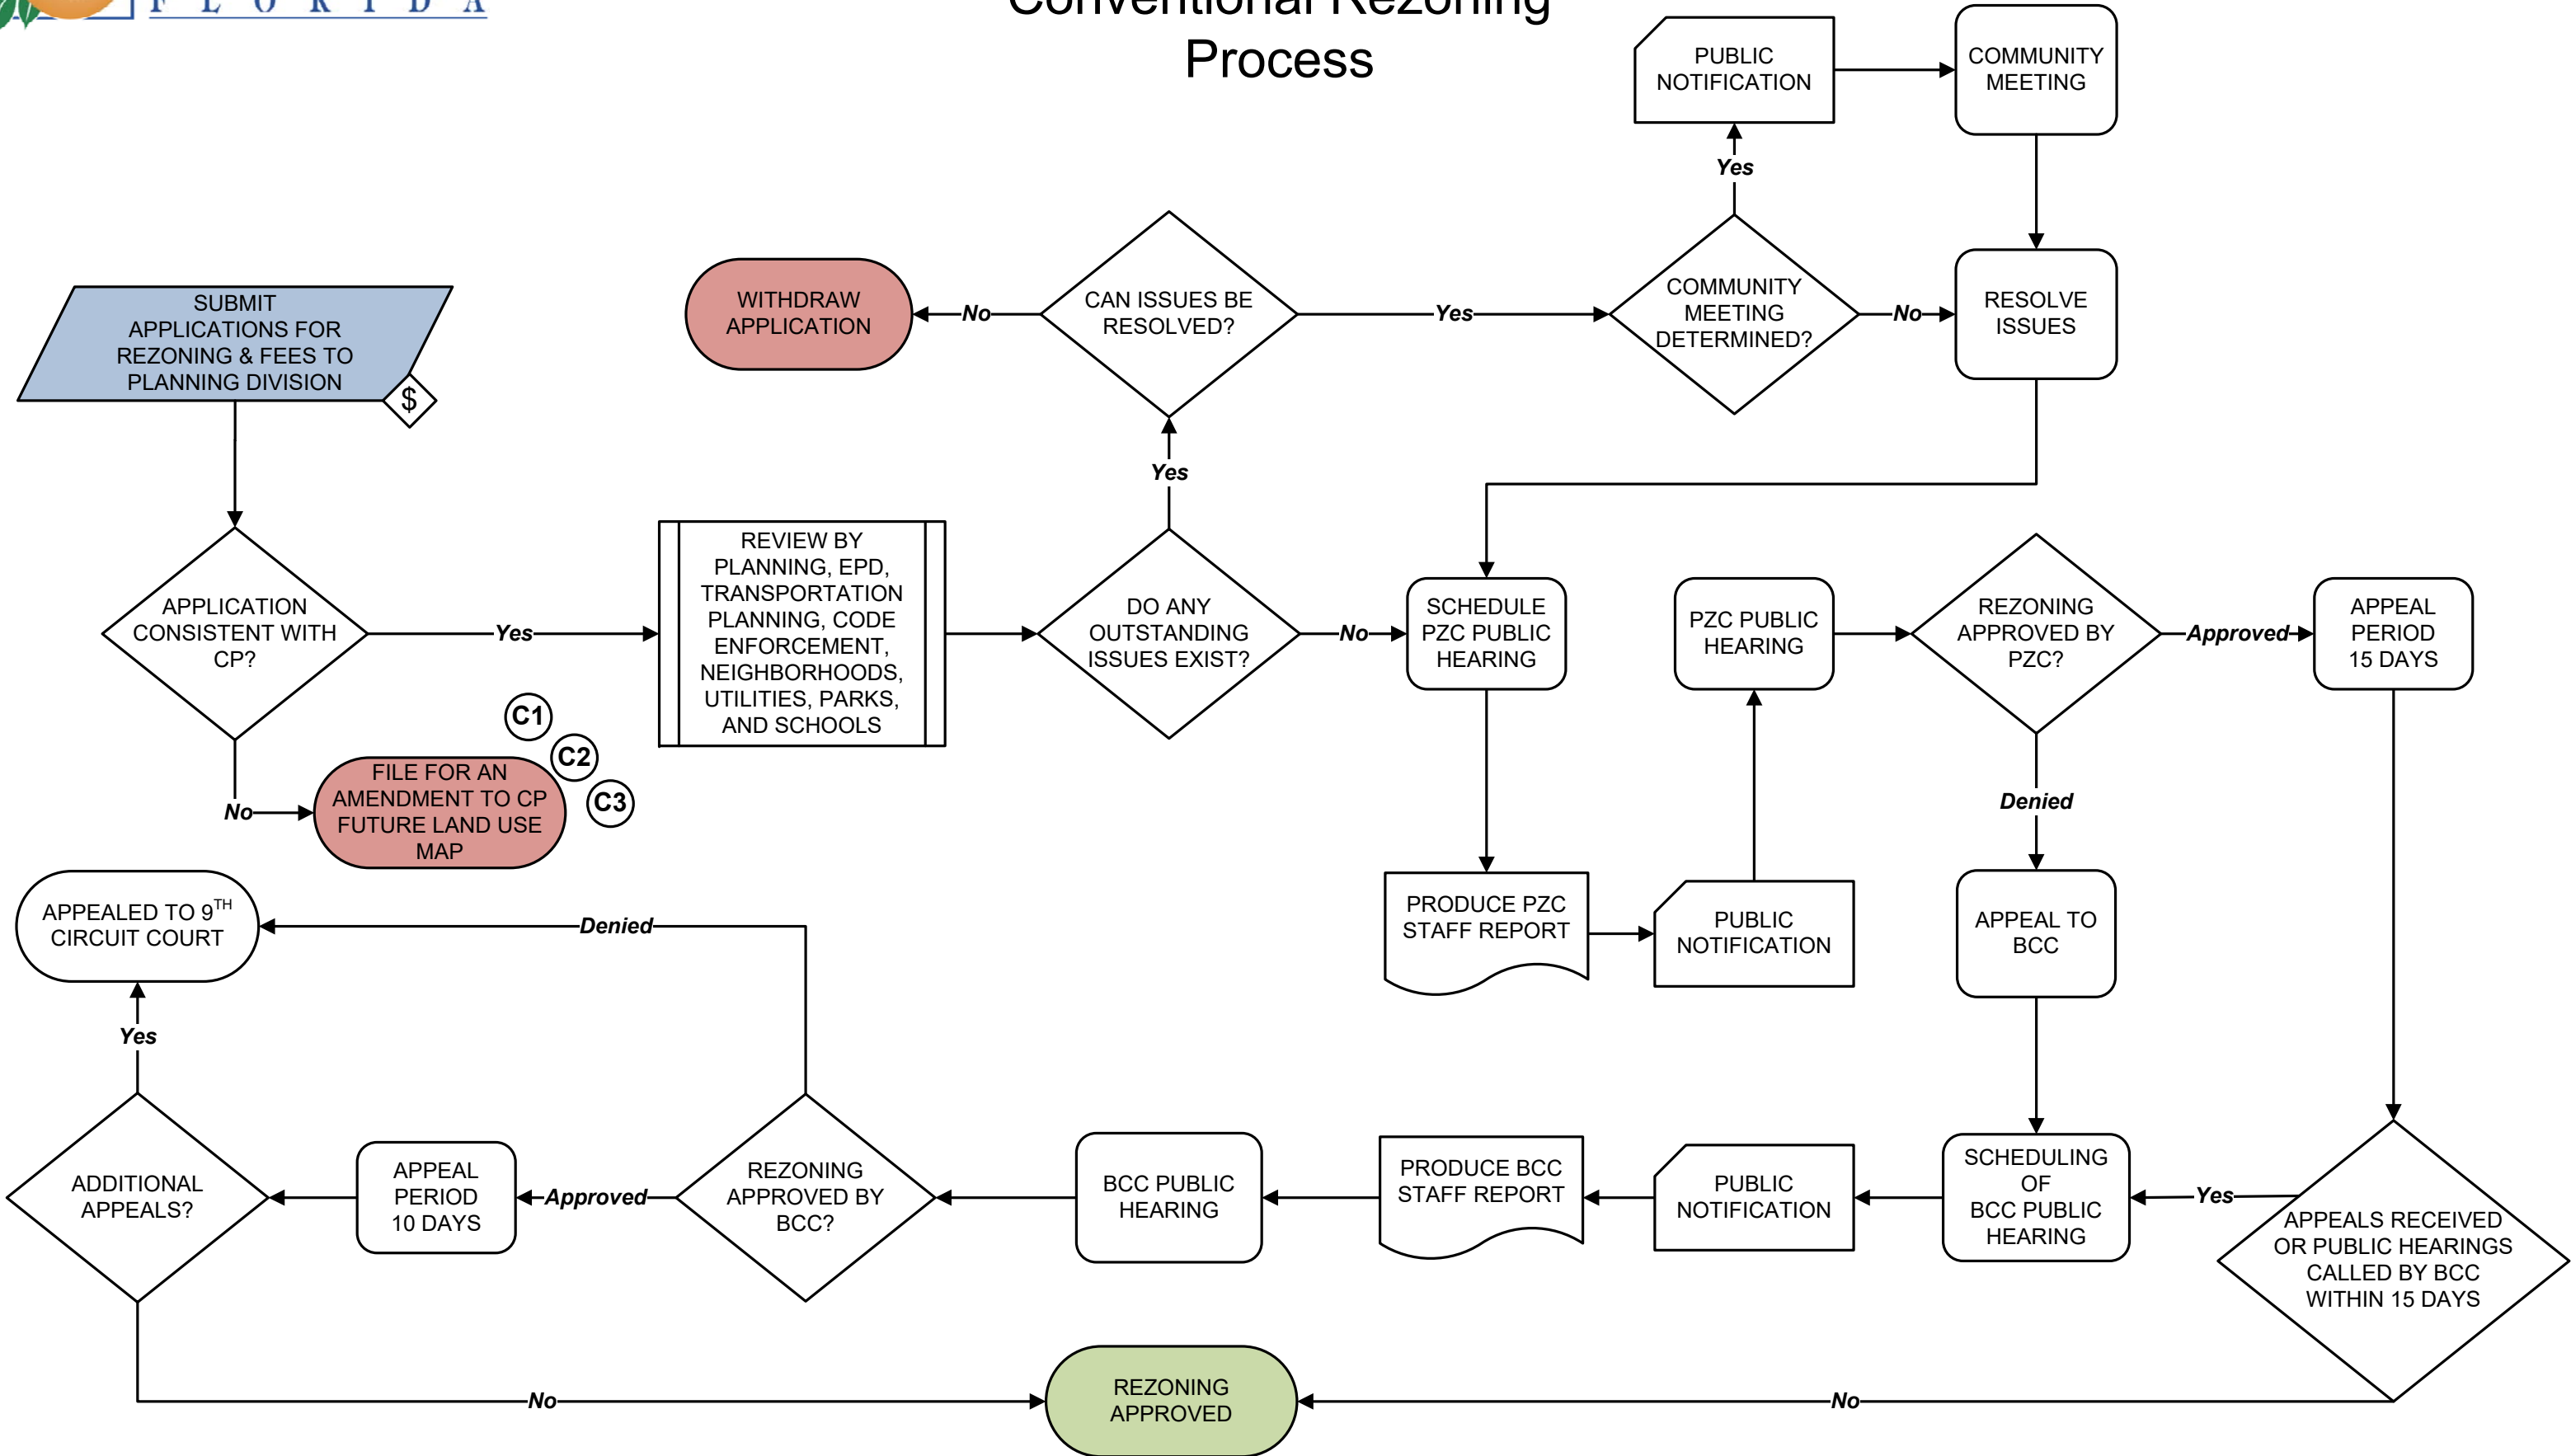 FLORIDA
Conventional Rezoning
Process
PUBLIC
NOTIFICATION
COMMUNITY
MEETING
Yes
WITHDRAW
APPLICATION
No
CAN ISSUES BE
RESOLVED?
Yes
COMMUNITY
MEETING
DETERMINED?
No
RESOLVE
ISSUES
SUBMIT
APPLICATIONS FOR
REZONING & FEES TO
PLANNING DIVISION
$
Yes
APPLICATION
CONSISTENT WITH
CP?
Yes
REVIEW BY
PLANNING, EPD,
TRANSPORTATION
PLANNING, CODE
ENFORCEMENT,
NEIGHBORHOODS,
UTILITIES, PARKS,
AND SCHOOLS
DO ANY
OUTSTANDING
ISSUES EXIST?
No
SCHEDULE
PZC PUBLIC
HEARING
PZC PUBLIC
HEARING
REZONING
APPROVED BY
PZC?
Approved
APPEAL
PERIOD
15 DAYS
C1
C2
C3
No
FILE FOR AN
AMENDMENT TO CP
FUTURE LAND USE
MAP
Denied
APPEALED TO 9TH
CIRCUIT COURT
Denied
PRODUCE PZC
STAFF REPORT
PUBLIC
NOTIFICATION
APPEAL TO
BCC
Yes
ADDITIONAL
APPEALS?
APPEAL
PERIOD
10 DAYS
Approved
REZONING
APPROVED BY
BCC?
BCC PUBLIC
HEARING
PRODUCE BCC
STAFF REPORT
PUBLIC
NOTIFICATION
SCHEDULING
OF
BCC PUBLIC
HEARING
Yes
APPEALS RECEIVED
OR PUBLIC HEARINGS
CALLED BY BCC
WITHIN 15 DAYS
No
REZONING
APPROVED
No